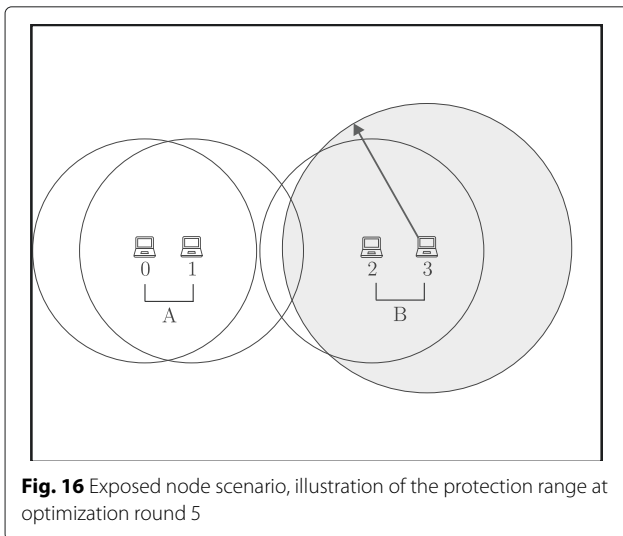 0 1 2 3
A B
Fig. 16 Exposed node scenario, illustration of the protection range at
optimization round 5